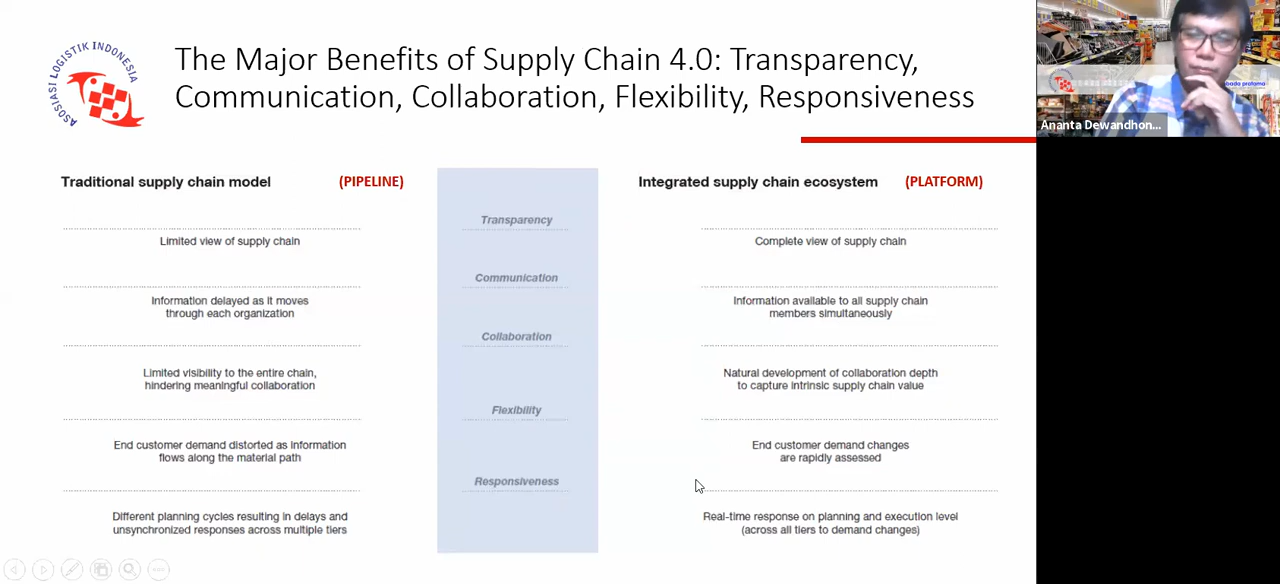 ASOSIASI LOGISTIK INDONESIA
The Major Benefits of Supply Chain 4.0: Transparency,
Communication, Collaboration, Flexibility, Responsiveness
Ananta Dewandhon...
Traditional supply chain model (PIPELINE)
Integrated supply chain ecosystem (PLATFORM)
Transparency
Limited view of supply chain
Complete view of supply chain
Communication
Information delayed as it moves
through each organization
Information available to all supply chain
members simultaneously
Collaboration
Limited visibility to the entire chain,
hindering meaningful collaboration
Natural development of collaboration depth
to capture intrinsic supply chain value
Flexibility
End customer demand distorted as information
flows along the material path
End customer demand changes
are rapidly assessed
Responsiveness
Different planning cycles resulting in delays and
unsynchronized responses across multiple tiers
Real-time response on planning and execution level
(across all tiers to demand changes)